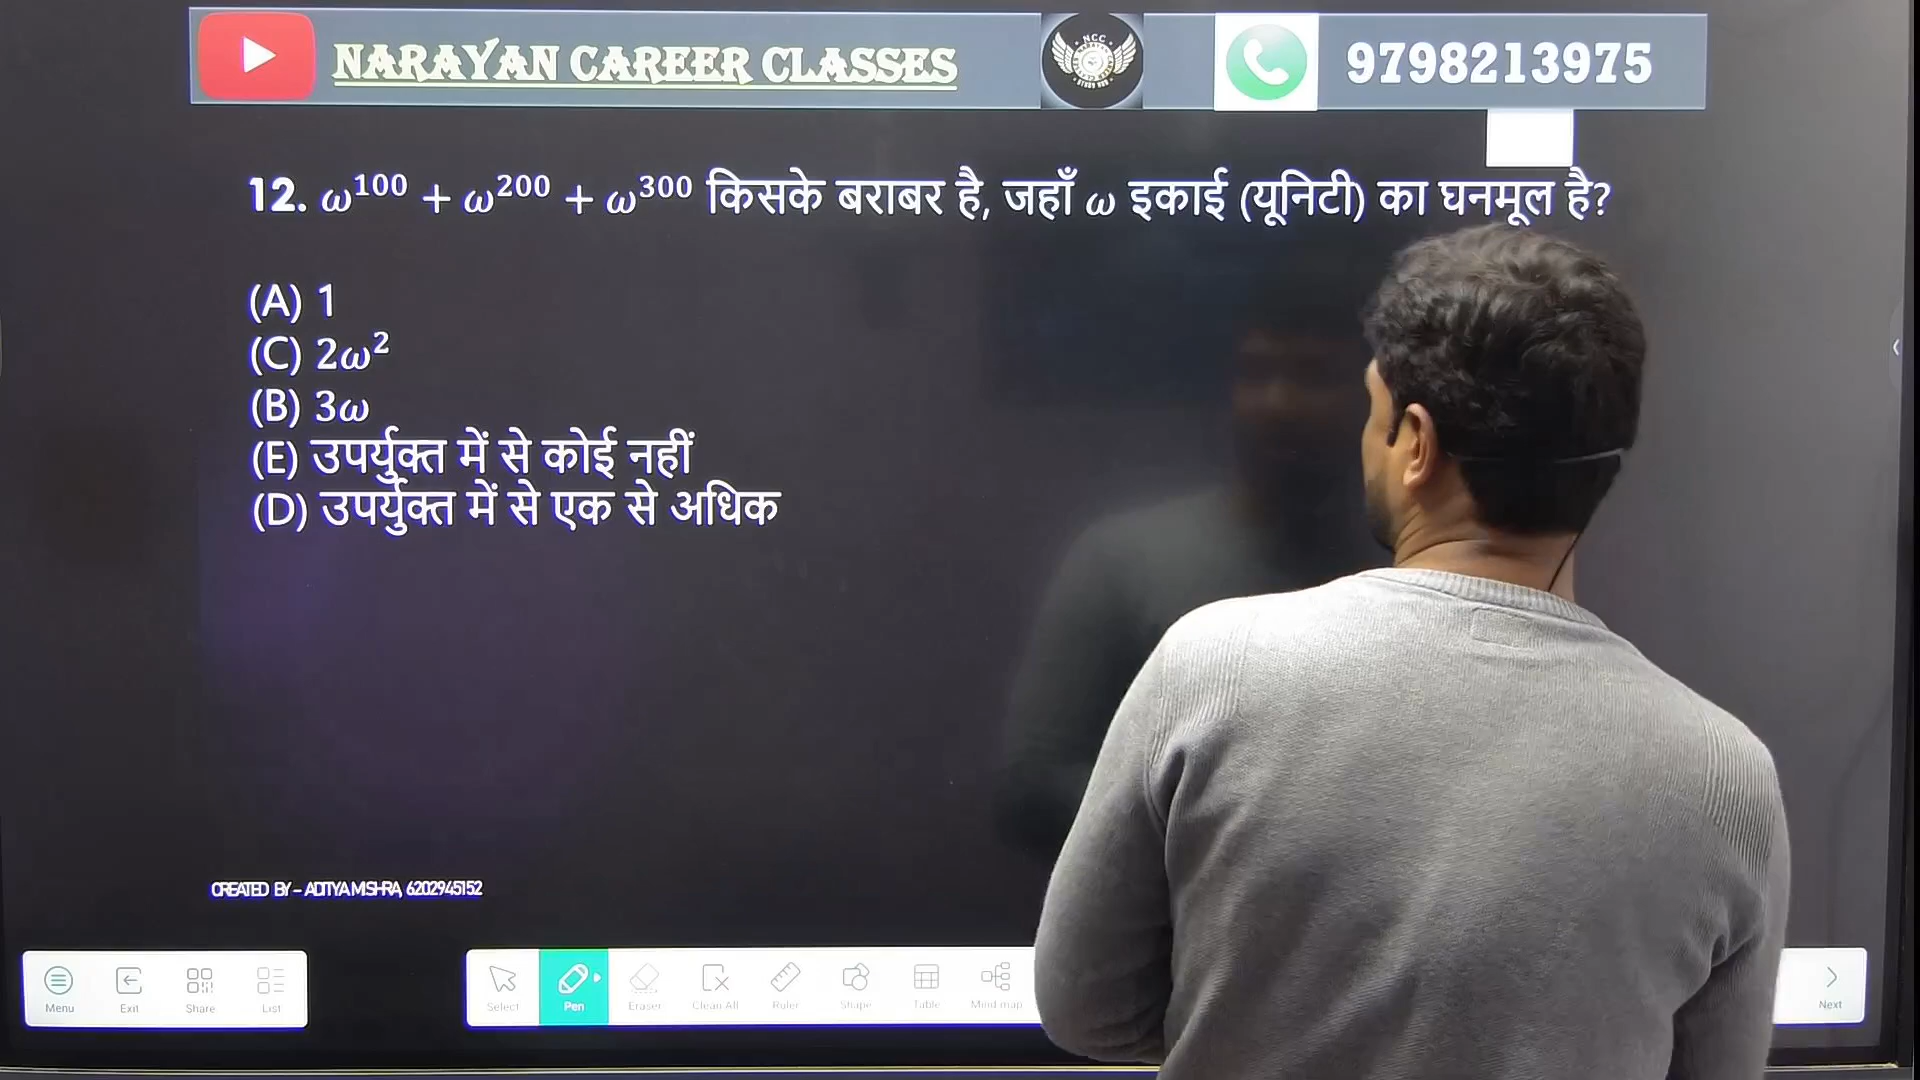 NARAYAN CAREER CLASSES
NCC
9798213975
12. ω¹⁰⁰ + ω²⁰⁰ + ω³⁰⁰ किसके बराबर है, जहाँ ω इकाई (यूनिटी) का घनमूल है?
(A) 1
(C) 2ω²
(B) 3ω
(E) उपर्युक्त में से कोई नहीं
(D) उपर्युक्त में से एक से अधिक
CREATED BY – ADITYA MISHRA, 6202945152
Menu Exit Share List Select Pen Eraser Clean All Ruler Shape Table Mind map Next